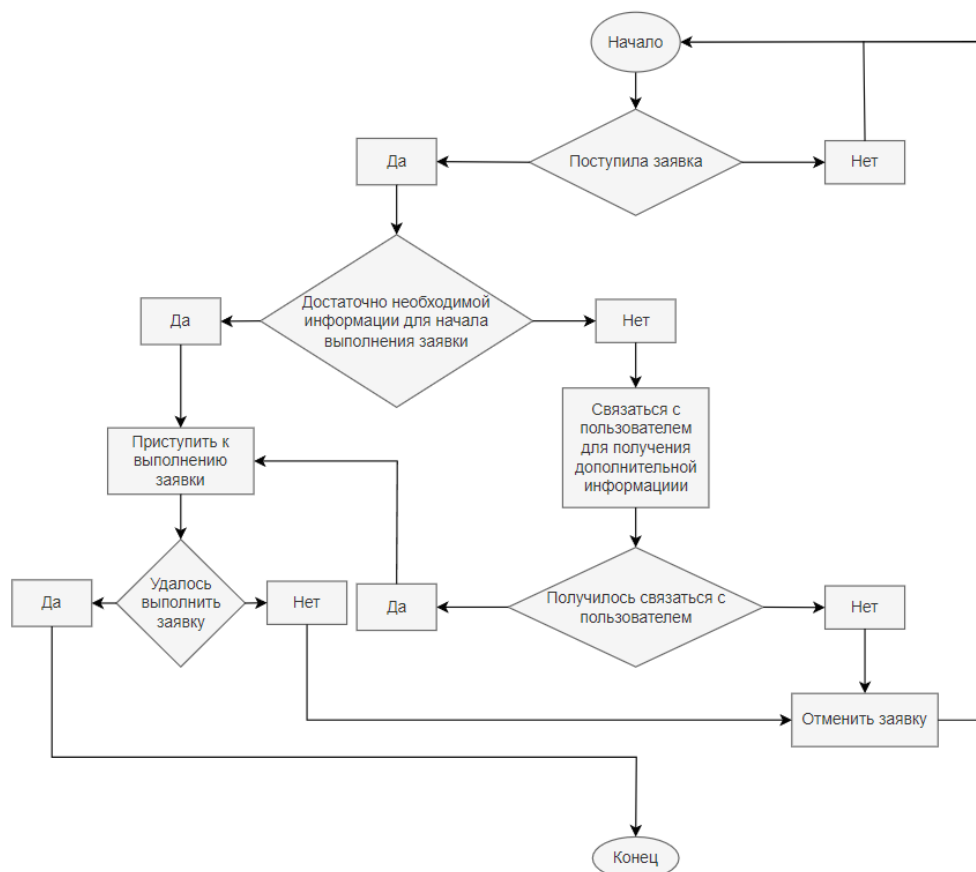 Начало
Да
Поступила заявка
Нет
Достаточно необходимой
информации для начала
выполнения заявки
Да
Нет
Связаться с
пользователем
для получения
дополнительной
информациии
Приступить к
выполнению
заявки
Удалось
выполнить
заявку
Да
Нет
Да
Получилось связаться с
пользователем
Нет
Отменить заявку
Конец